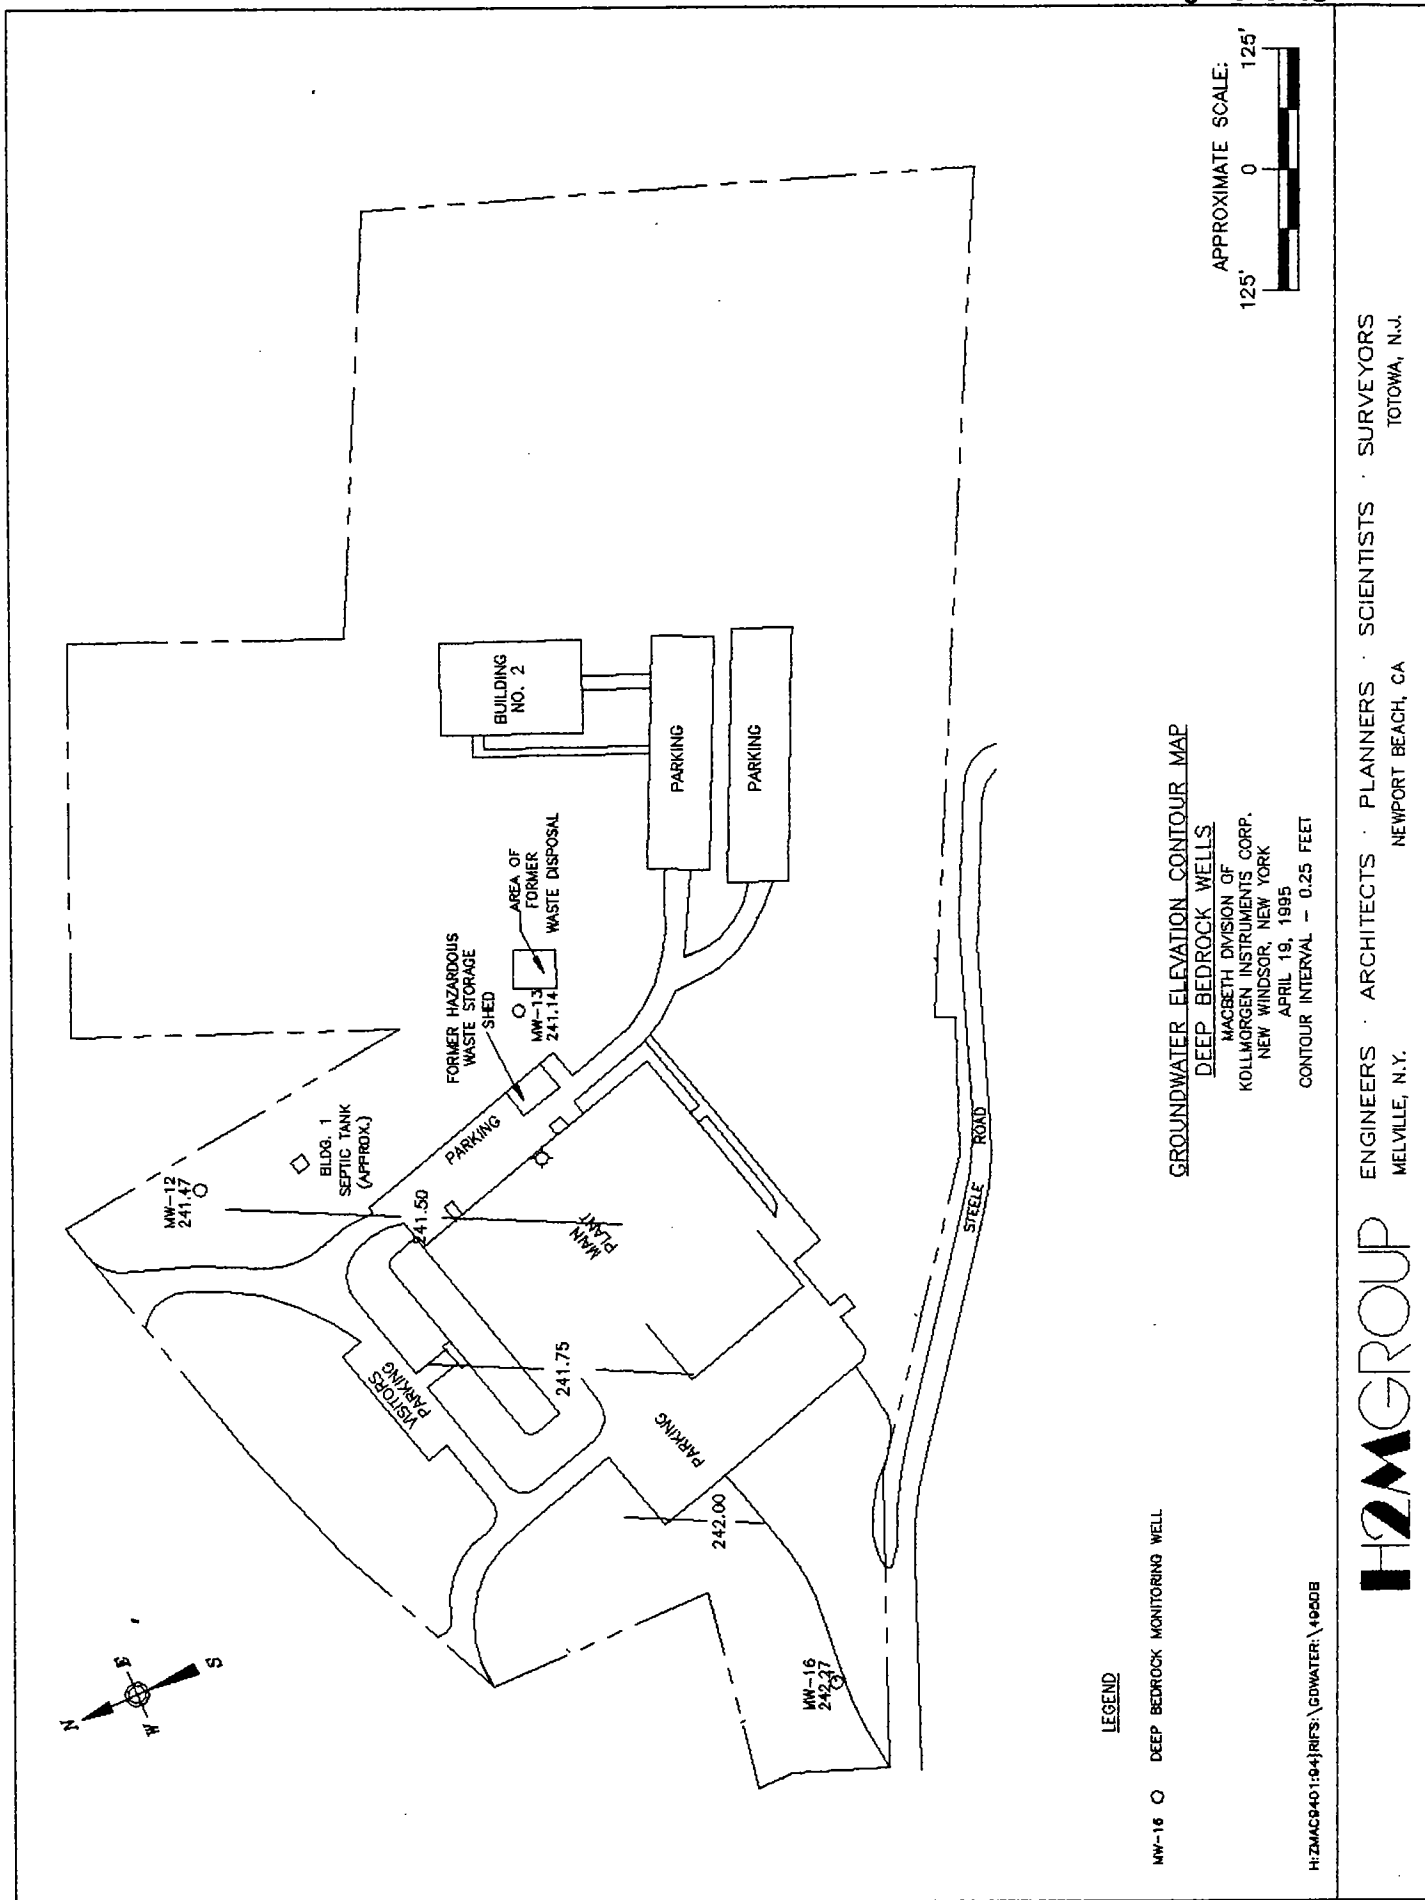 N
E
W
S
MW-12
241.47
BLDG. 1
SEPTIC TANK
(APPROX.)
FORMER HAZARDOUS
WASTE STORAGE
SHED
AREA OF
FORMER
WASTE DISPOSAL
MW-13
241.14
BUILDING
NO. 2
PARKING
PARKING
PARKING
241.50
MAIN
PLANT
VISITORS
PARKING
241.75
PARKING
242.00
MW-16
242.27
STEELE ROAD
APPROXIMATE SCALE:
125' 0 125'
GROUNDWATER ELEVATION CONTOUR MAP
DEEP BEDROCK WELLS
MACBETH DIVISION OF
KOLLMORGEN INSTRUMENTS CORP.
NEW WINDSOR, NEW YORK
APRIL 19, 1995
CONTOUR INTERVAL - 0.25 FEET
LEGEND
MW-16 DEEP BEDROCK MONITORING WELL
H2MGROUP
ENGINEERS · ARCHITECTS · PLANNERS · SCIENTISTS · SURVEYORS
MELVILLE, N.Y. NEWPORT BEACH, CA TOTOWA, N.J.